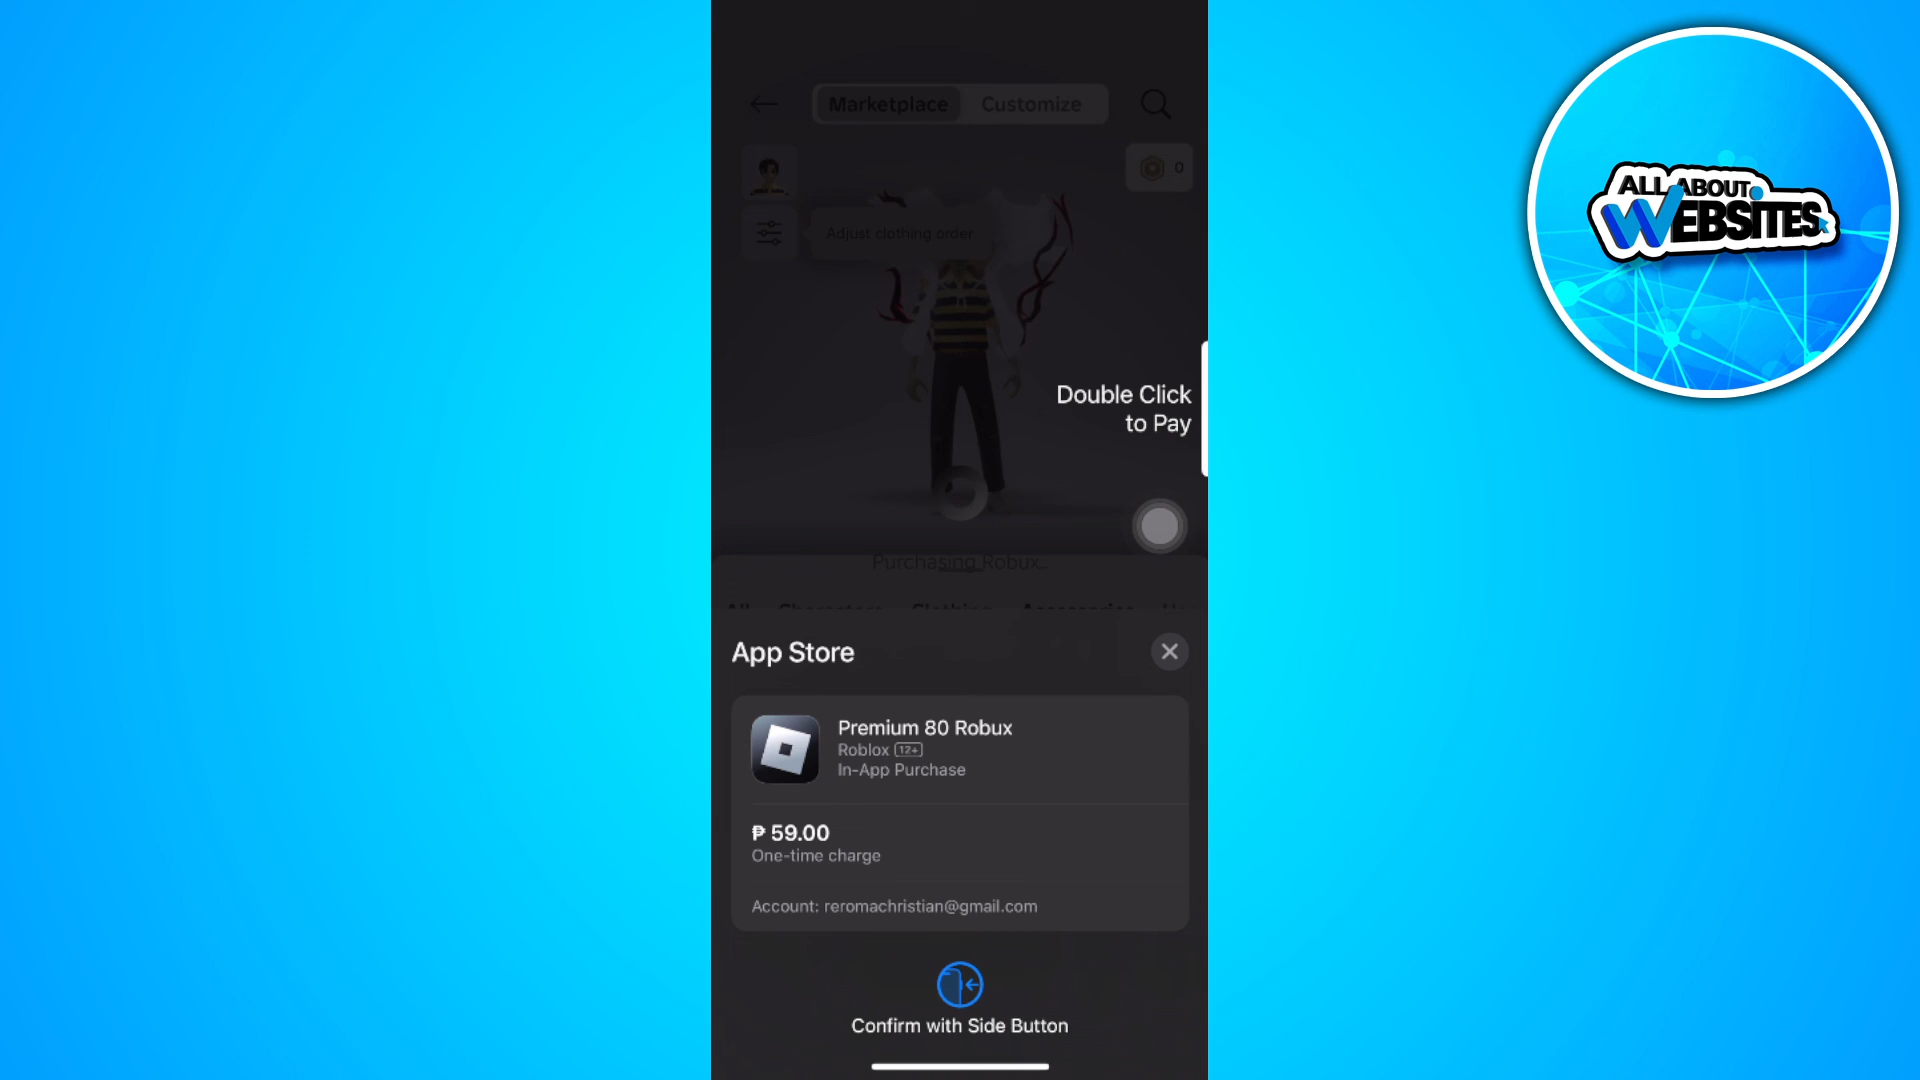 Marketplace
Customize
0
Adjust clothing order
Double Click
to Pay
Purchasing Robux...
All Characters Clothing Accessories
App Store
Premium 80 Robux
Roblox 12+
In-App Purchase
₱ 59.00
One-time charge
Account: reromachristian@gmail.com
Confirm with Side Button
ALL ABOUT
WEBSITES